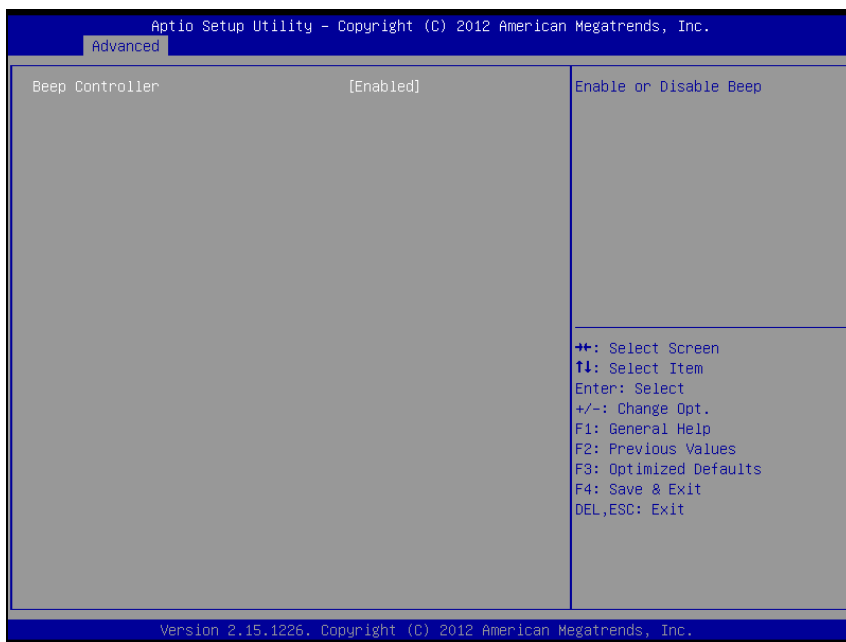 Aptio Setup Utility – Copyright (C) 2012 American Megatrends, Inc.
Advanced
Beep Controller [Enabled]
Enable or Disable Beep
→←: Select Screen
↑↓: Select Item
Enter: Select
+/-: Change Opt.
F1: General Help
F2: Previous Values
F3: Optimized Defaults
F4: Save & Exit
DEL,ESC: Exit
Version 2.15.1226. Copyright (C) 2012 American Megatrends, Inc.